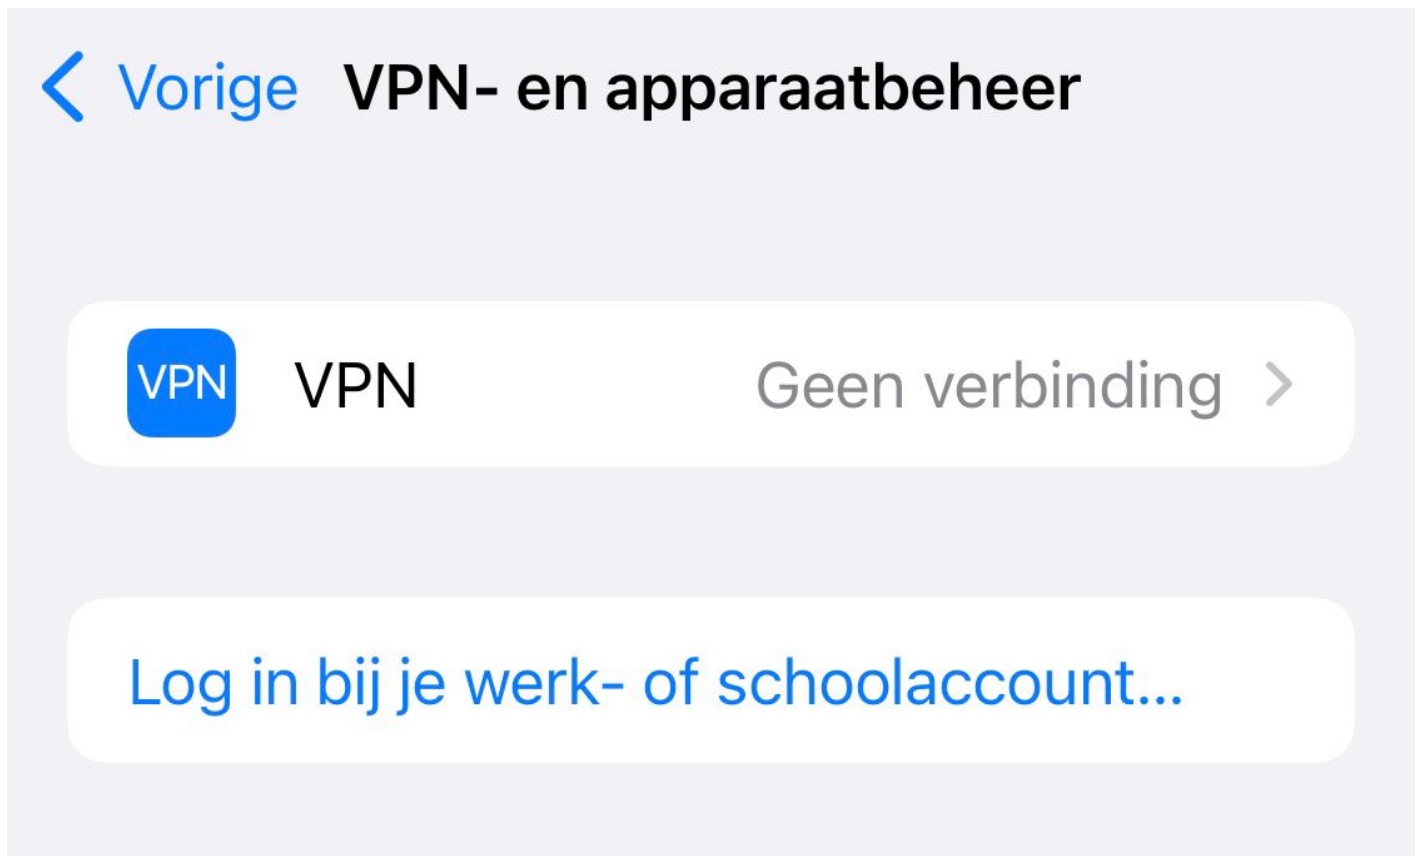 Vorige VPN- en apparaatbeheer
VPN VPN Geen verbinding
Log in bij je werk- of schoolaccount...